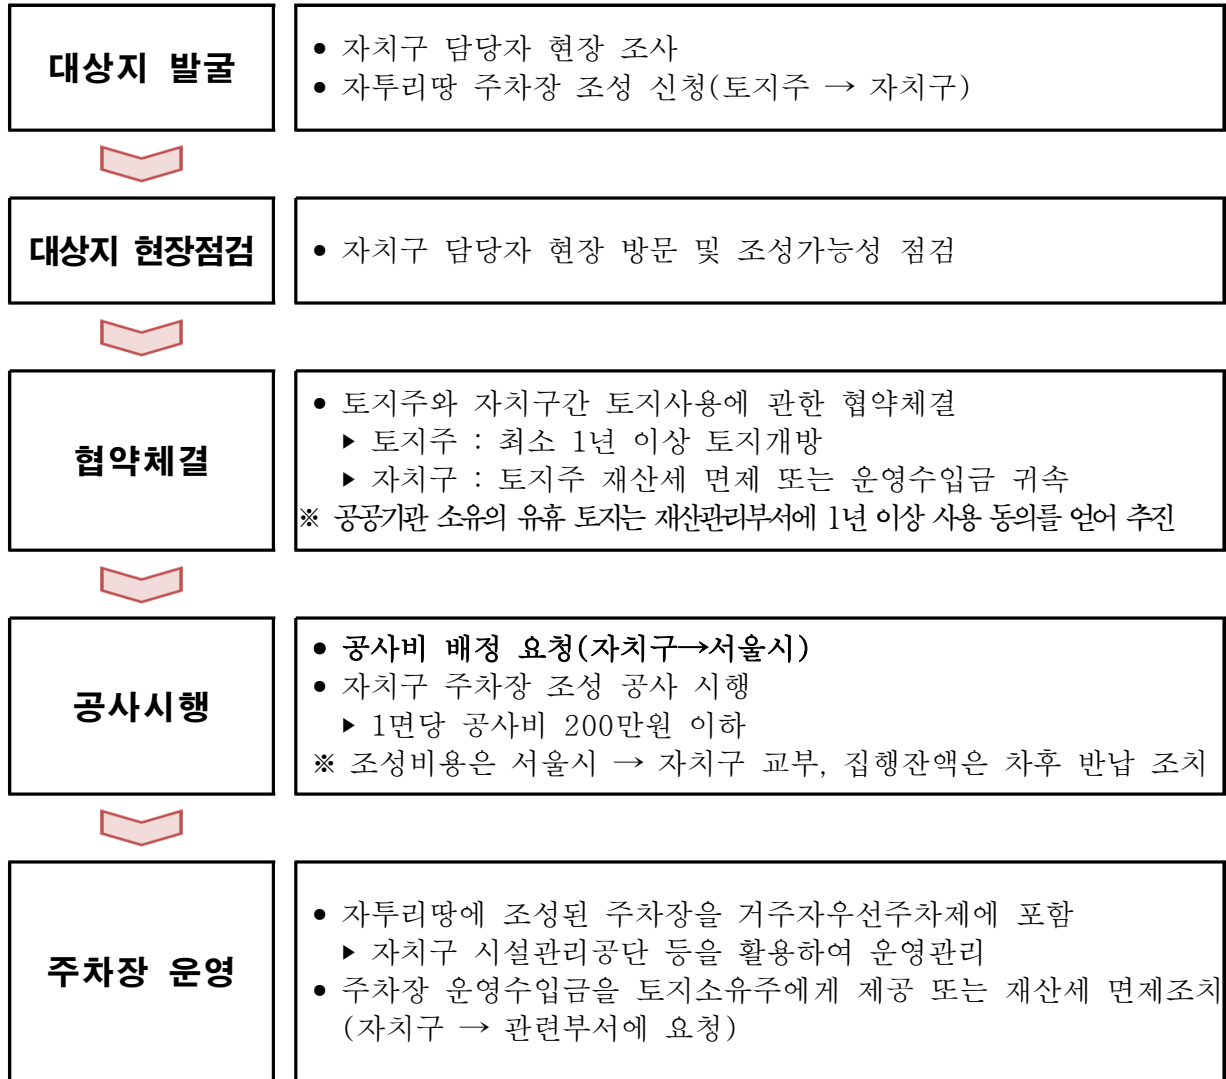 대상지 발굴
• 자치구 담당자 현장 조사
• 자투리땅 주차장 조성 신청(토지주 → 자치구)
대상지 현장점검
• 자치구 담당자 현장 방문 및 조성가능성 점검
협약체결
• 토지주와 자치구간 토지사용에 관한 협약체결
▶ 토지주 : 최소 1년 이상 토지개방
▶ 자치구 : 토지주 재산세 면제 또는 운영수입금 귀속
※ 공공기관 소유의 유휴 토지는 재산관리부서에 1년 이상 사용 동의를 얻어 추진
공사시행
• 공사비 배정 요청(자치구→서울시)
• 자치구 주차장 조성 공사 시행
▶ 1면당 공사비 200만원 이하
※ 조성비용은 서울시 → 자치구 교부, 집행잔액은 차후 반납 조치
주차장 운영
• 자투리땅에 조성된 주차장을 거주자우선주차제에 포함
▶ 자치구 시설관리공단 등을 활용하여 운영관리
• 주차장 운영수입금을 토지소유주에게 제공 또는 재산세 면제조치
(자치구 → 관련부서에 요청)